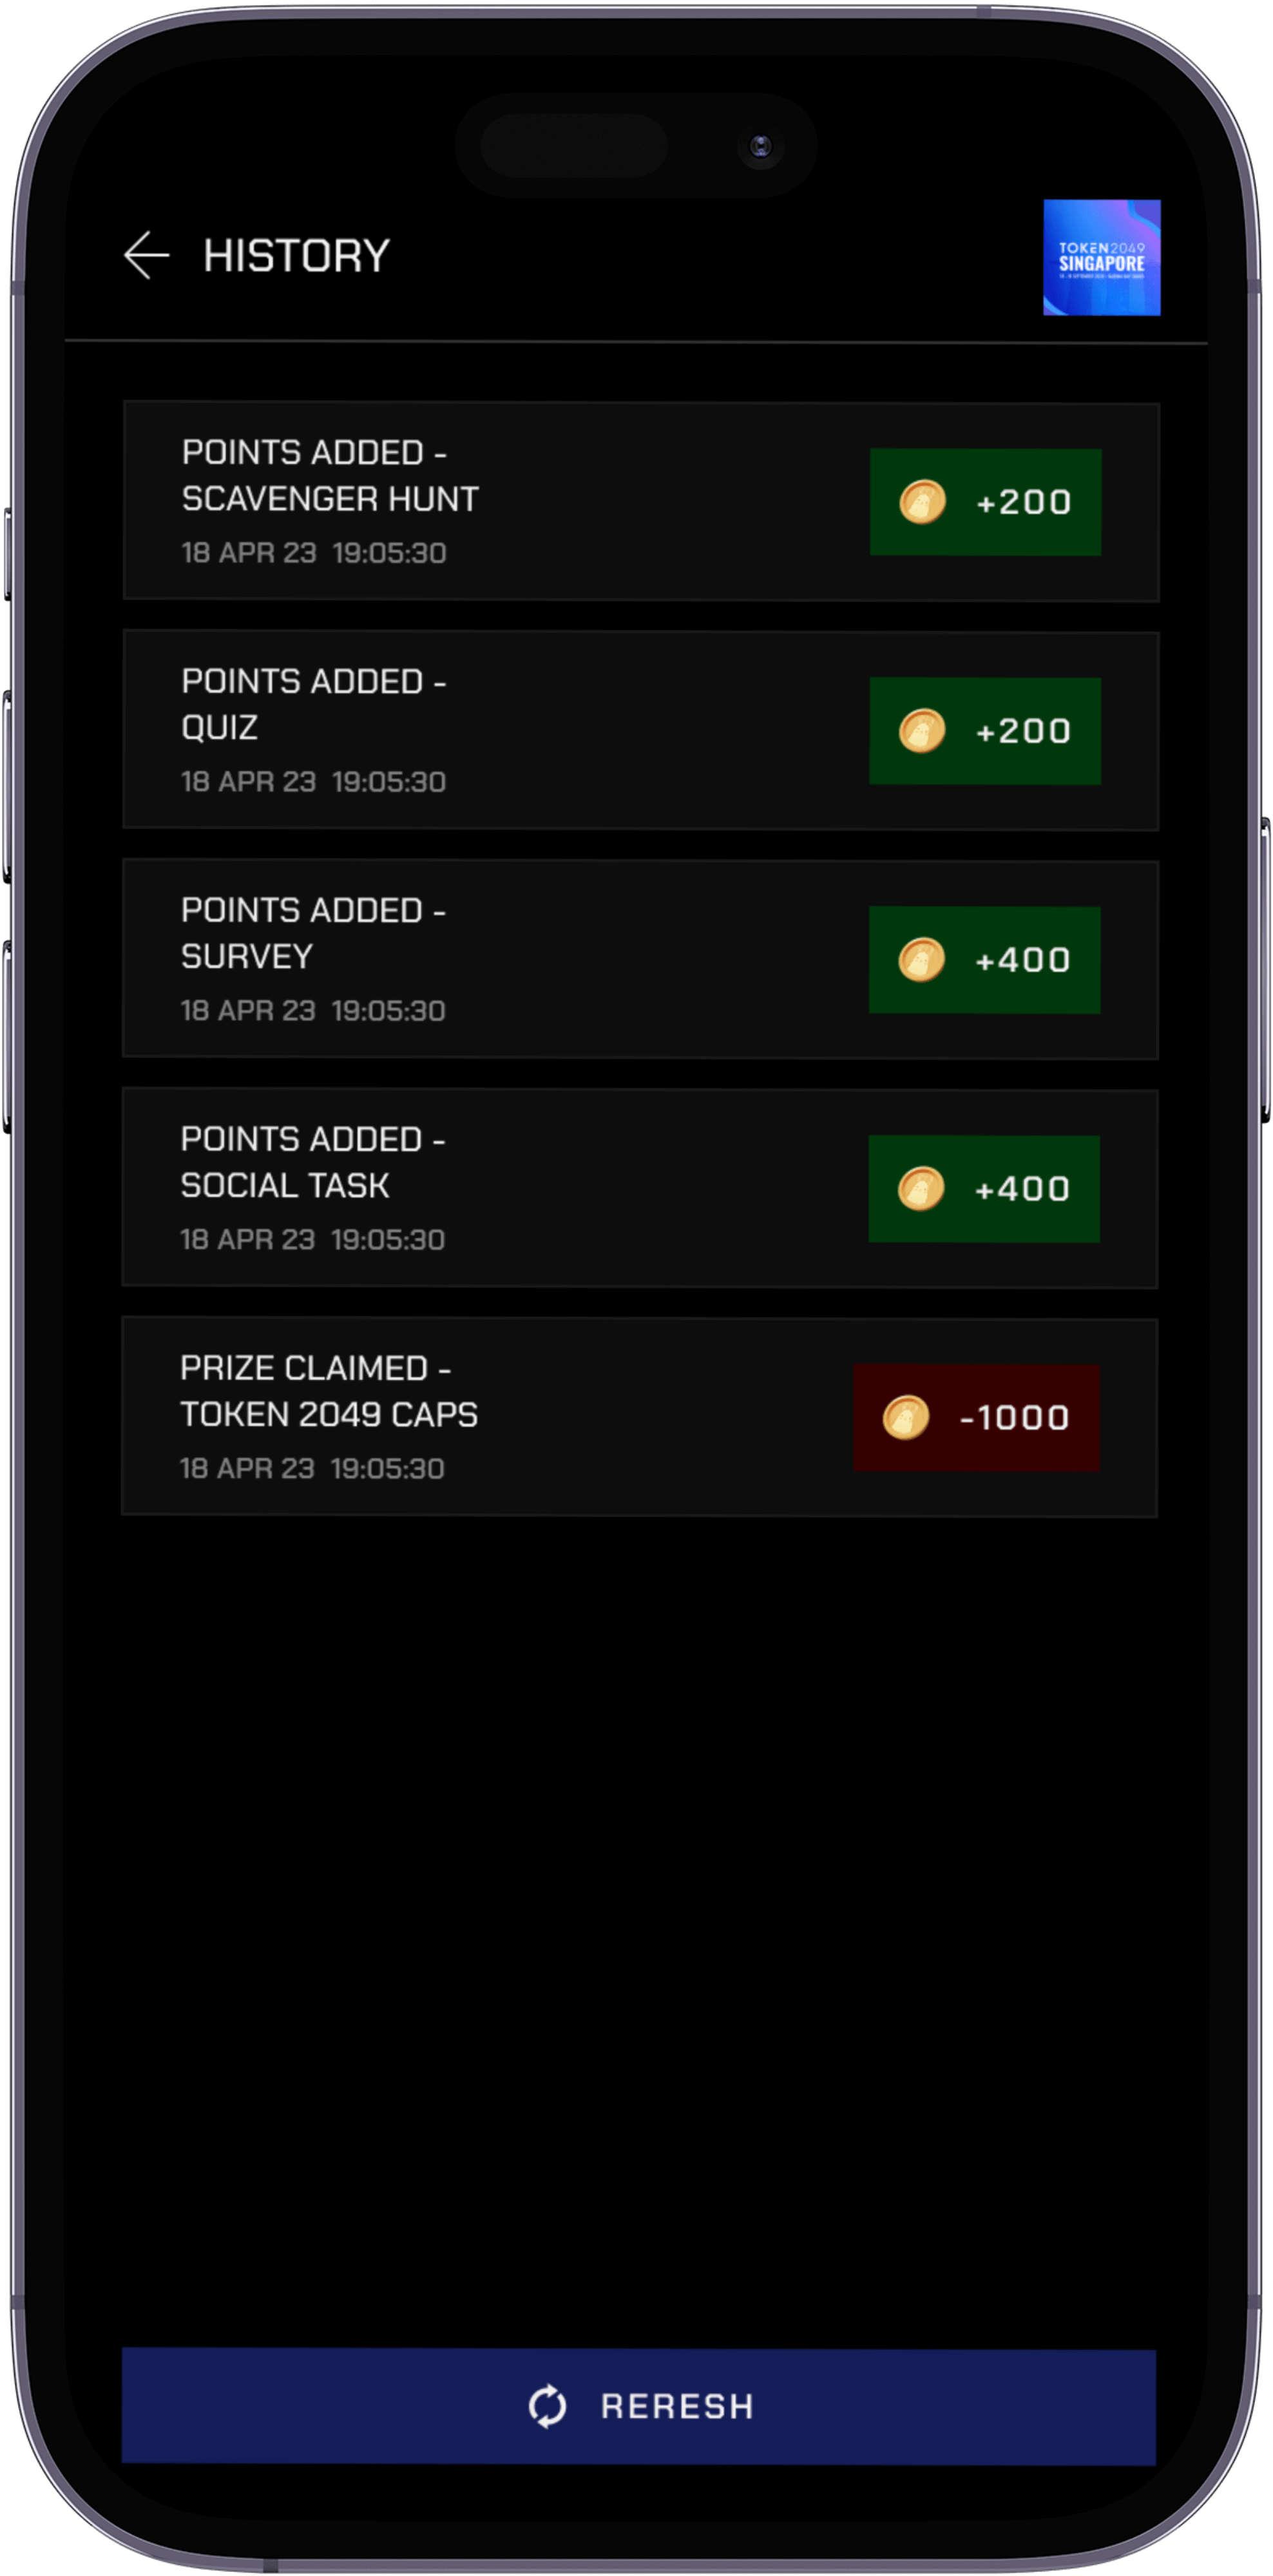 HISTORY
TOKEN2049
SINGAPORE
POINTS ADDED -
SCAVENGER HUNT
18 APR 23 19:05:30
+200
POINTS ADDED -
QUIZ
18 APR 23 19:05:30
+200
POINTS ADDED -
SURVEY
18 APR 23 19:05:30
+400
POINTS ADDED -
SOCIAL TASK
18 APR 23 19:05:30
+400
PRIZE CLAIMED -
TOKEN 2049 CAPS
18 APR 23 19:05:30
-1000
RERESH